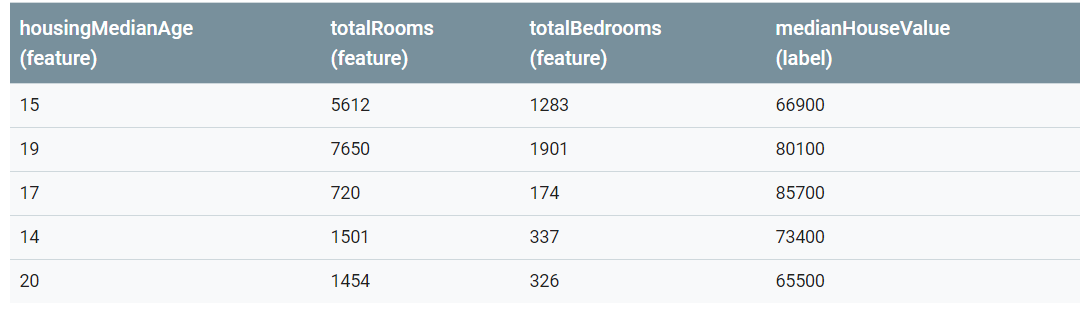 housingMedianAge (feature) totalRooms (feature) totalBedrooms (feature) medianHouseValue (label)
15 5612 1283 66900
19 7650 1901 80100
17 720 174 85700
14 1501 337 73400
20 1454 326 65500